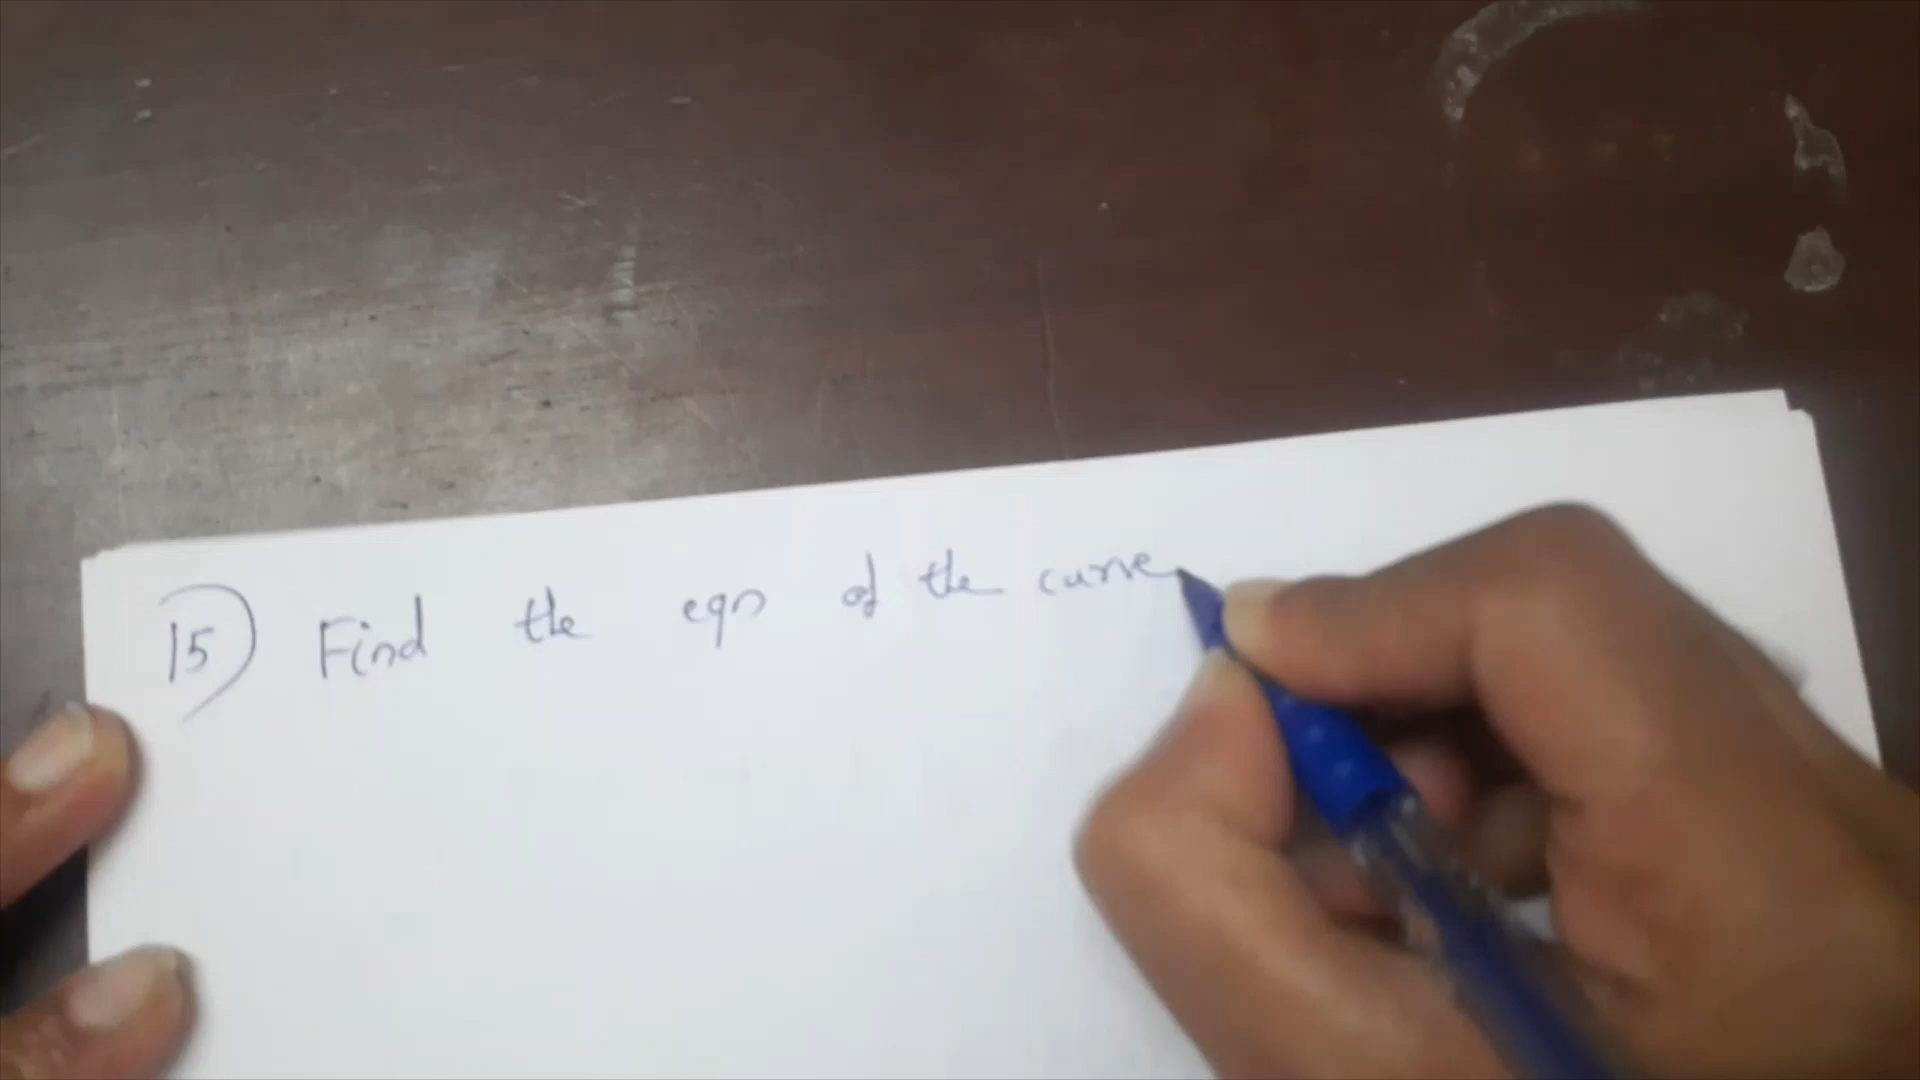 15) Find the eqn of the curve